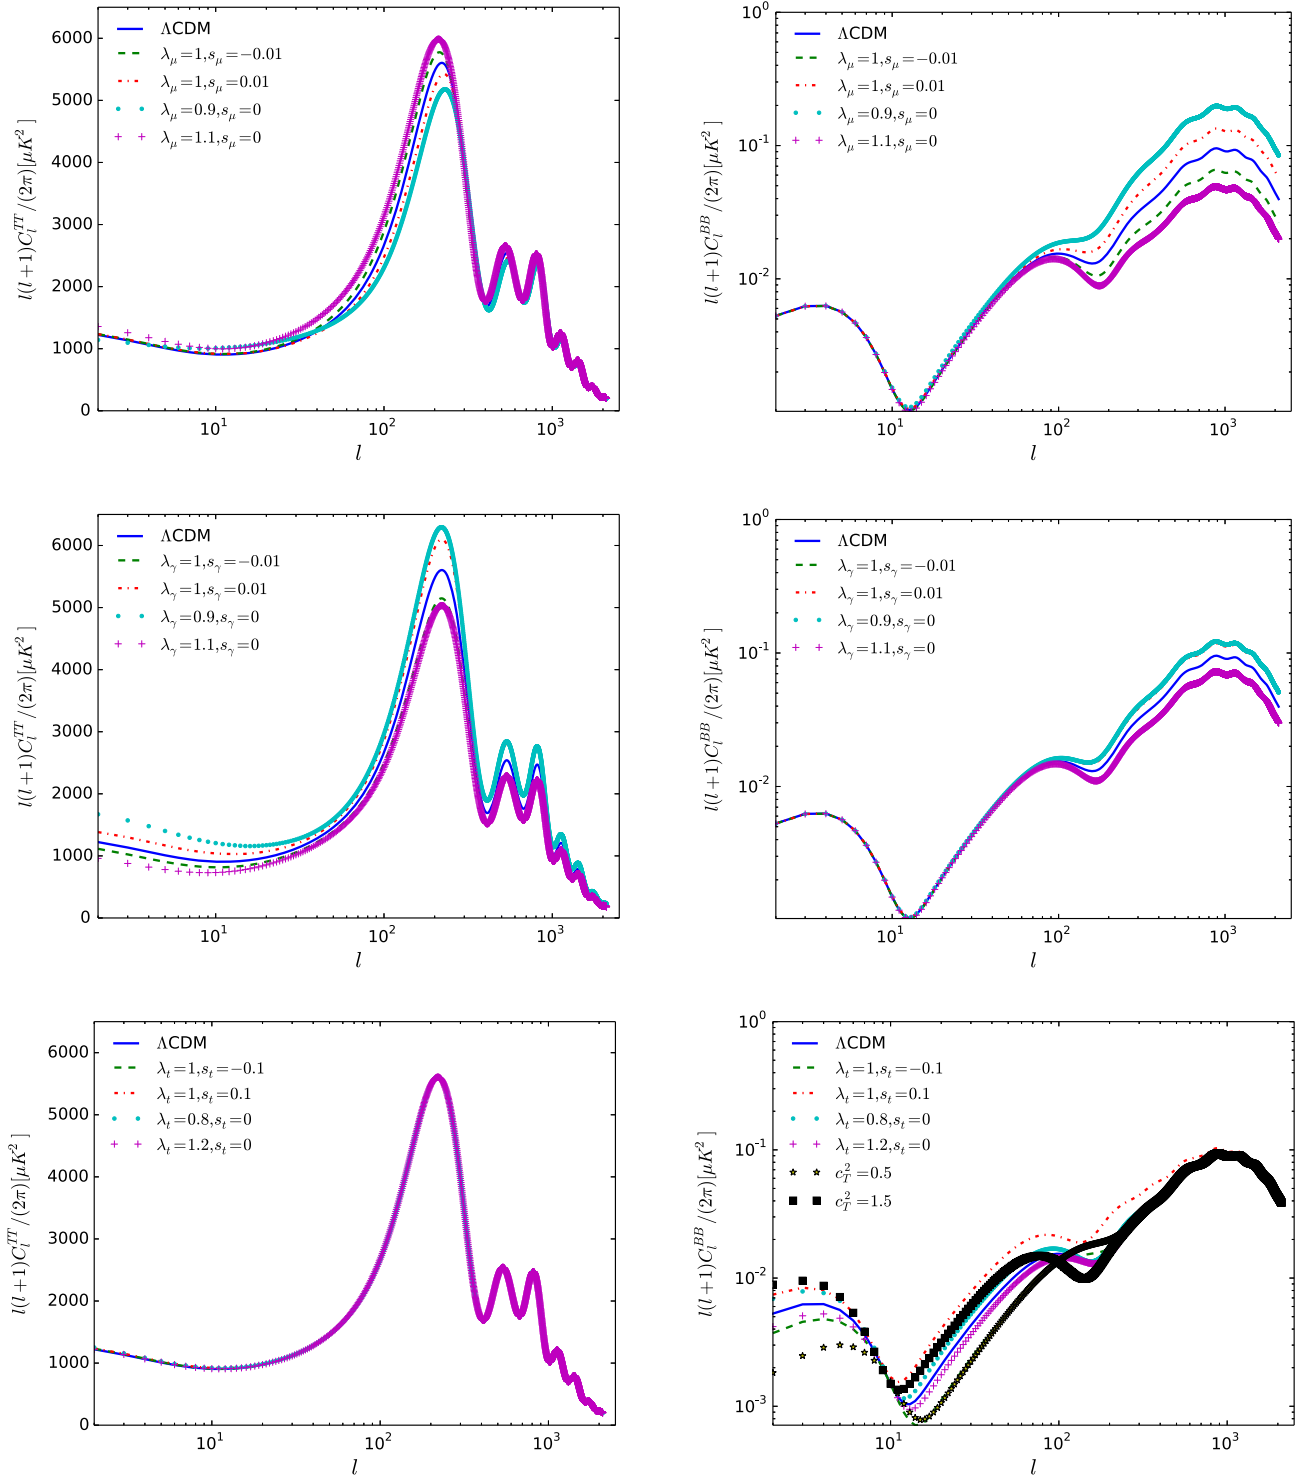 6000
5000
4000
3000
2000
1000
0
10^1
10^2
10^3
l
l(l+1)C_l^{TT}/(2π)[μK^2]
ΛCDM
λ_μ=1,s_μ=−0.01
λ_μ=1,s_μ=0.01
λ_μ=0.9,s_μ=0
λ_μ=1.1,s_μ=0
10^0
10^{-1}
10^{-2}
10^1
10^2
10^3
l
l(l+1)C_l^{BB}/(2π)[μK^2]
ΛCDM
λ_μ=1,s_μ=−0.01
λ_μ=1,s_μ=0.01
λ_μ=0.9,s_μ=0
λ_μ=1.1,s_μ=0
6000
5000
4000
3000
2000
1000
0
10^1
10^2
10^3
l
l(l+1)C_l^{TT}/(2π)[μK^2]
ΛCDM
λ_γ=1,s_γ=−0.01
λ_γ=1,s_γ=0.01
λ_γ=0.9,s_γ=0
λ_γ=1.1,s_γ=0
10^0
10^{-1}
10^{-2}
10^1
10^2
10^3
l
l(l+1)C_l^{BB}/(2π)[μK^2]
ΛCDM
λ_γ=1,s_γ=−0.01
λ_γ=1,s_γ=0.01
λ_γ=0.9,s_γ=0
λ_γ=1.1,s_γ=0
6000
5000
4000
3000
2000
1000
0
10^1
10^2
10^3
l
l(l+1)C_l^{TT}/(2π)[μK^2]
ΛCDM
λ_t=1,s_t=−0.1
λ_t=1,s_t=0.1
λ_t=0.8,s_t=0
λ_t=1.2,s_t=0
10^0
10^{-1}
10^{-2}
10^{-3}
10^1
10^2
10^3
l
l(l+1)C_l^{BB}/(2π)[μK^2]
ΛCDM
λ_t=1,s_t=−0.1
λ_t=1,s_t=0.1
λ_t=0.8,s_t=0
λ_t=1.2,s_t=0
c_T^2=0.5
c_T^2=1.5